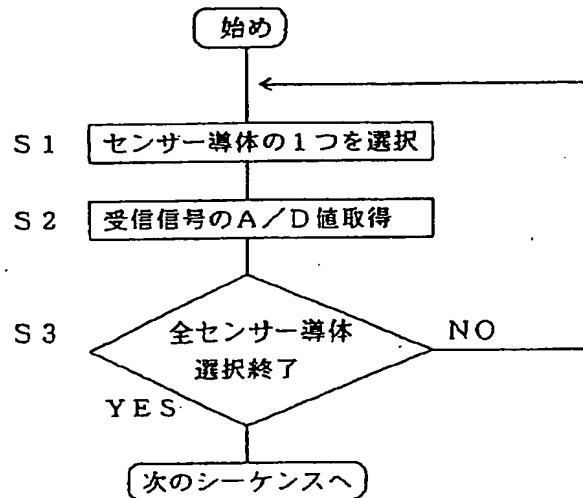 始め
S1 センサー導体の1つを選択
S2 受信信号のA/D値取得
S3 全センサー導体
選択終了
NO
YES
次のシーケンスへ